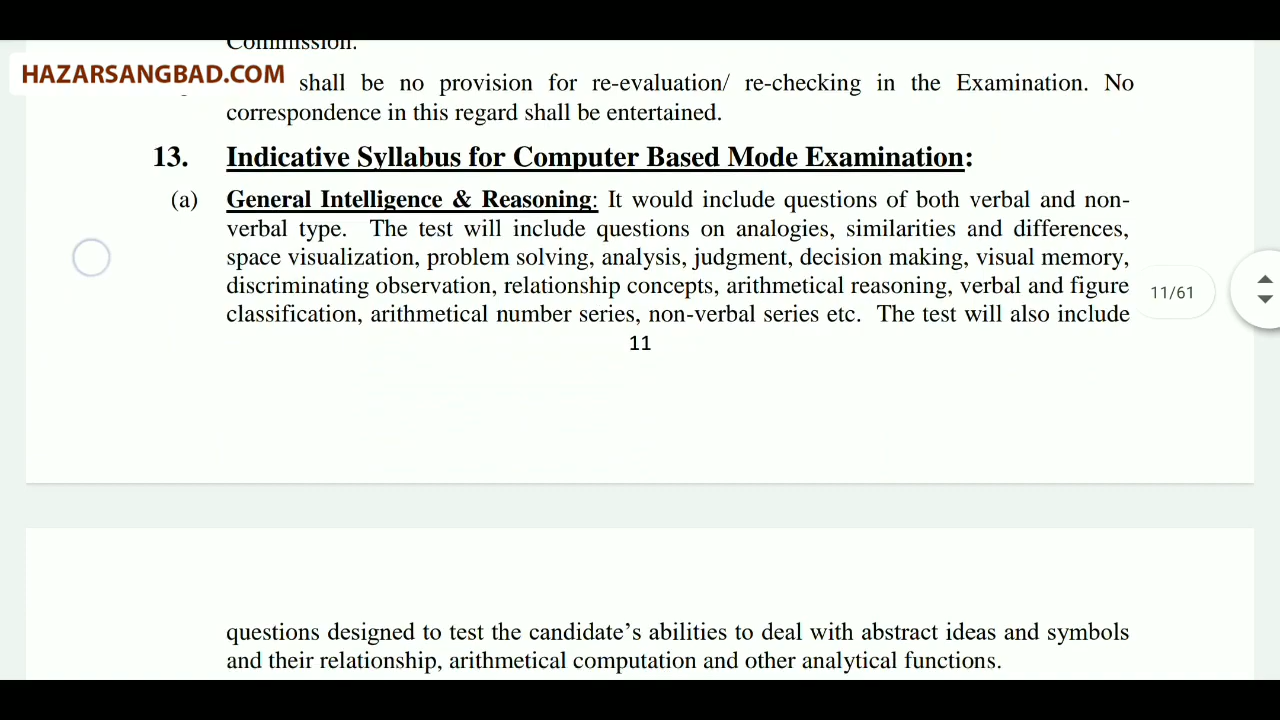 Commission.
HAZARSANGBAD.COM
shall be no provision for re-evaluation/ re-checking in the Examination. No
correspondence in this regard shall be entertained.
13. Indicative Syllabus for Computer Based Mode Examination:
(a) General Intelligence & Reasoning: It would include questions of both verbal and non-
verbal type. The test will include questions on analogies, similarities and differences,
space visualization, problem solving, analysis, judgment, decision making, visual memory,
discriminating observation, relationship concepts, arithmetical reasoning, verbal and figure
classification, arithmetical number series, non-verbal series etc. The test will also include
11/61
11
questions designed to test the candidate's abilities to deal with abstract ideas and symbols
and their relationship, arithmetical computation and other analytical functions.